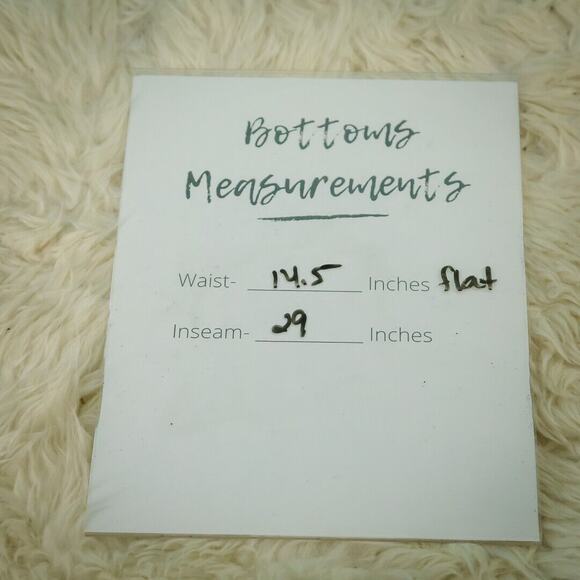 Bottoms
Measurements
Waist- 14.5 Inches flat
Inseam- 29 Inches